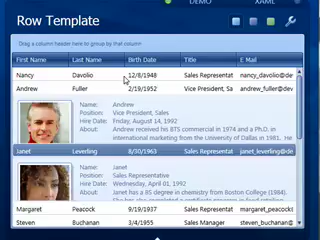 DEMO XAML
Row Template
Drag a column header here to group by that column
First Name Last Name Birth Date Title E Mail
Nancy Davolio 12/8/1948 Sales Representat nancy_davolio@de
Andrew Fuller 2/19/1952 Vice President, Sa andrew_fuller@dev
Name: Andrew
Position: Vice President, Sales
Hire Date: Friday, August 14, 1992
About: Andrew received his BTS commercial in 1974 and a Ph.D. in
international marketing from the University of Dallas in 1981. He
Janet Leverling 8/30/1963 Sales Representat janet_leverling@de
Name: Janet
Position: Sales Representative
Hire Date: Wednesday, April 01, 1992
About: Janet has a BS degree in chemistry from Boston College (1984).
Margaret Peacock 9/19/1937 Sales Representat margaret_peacock
Steven Buchanan 3/4/1955 Sales Manager steven_buchanan@